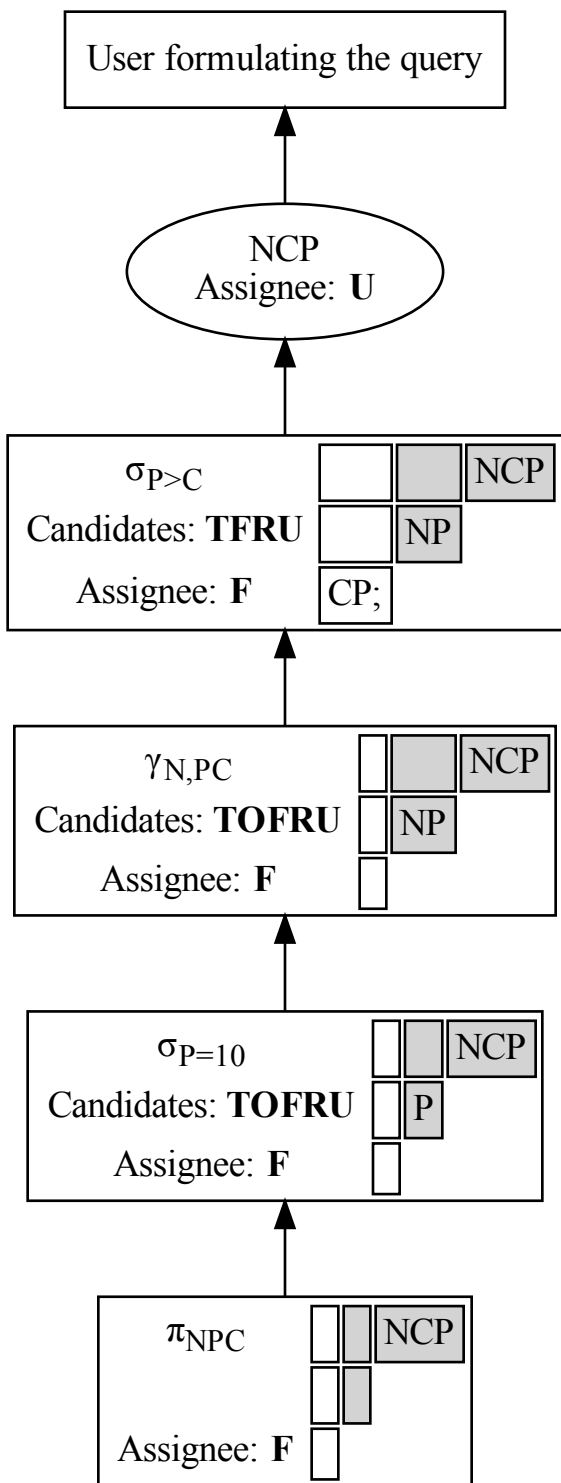 User formulating the query
NCP
Assignee: U
σP>C NCP
Candidates: TFRU NP
Assignee: F CP;
γN,PC NCP
Candidates: TOFRU NP
Assignee: F
σP=10 NCP
Candidates: TOFRU P
Assignee: F
πNPC NCP
Assignee: F